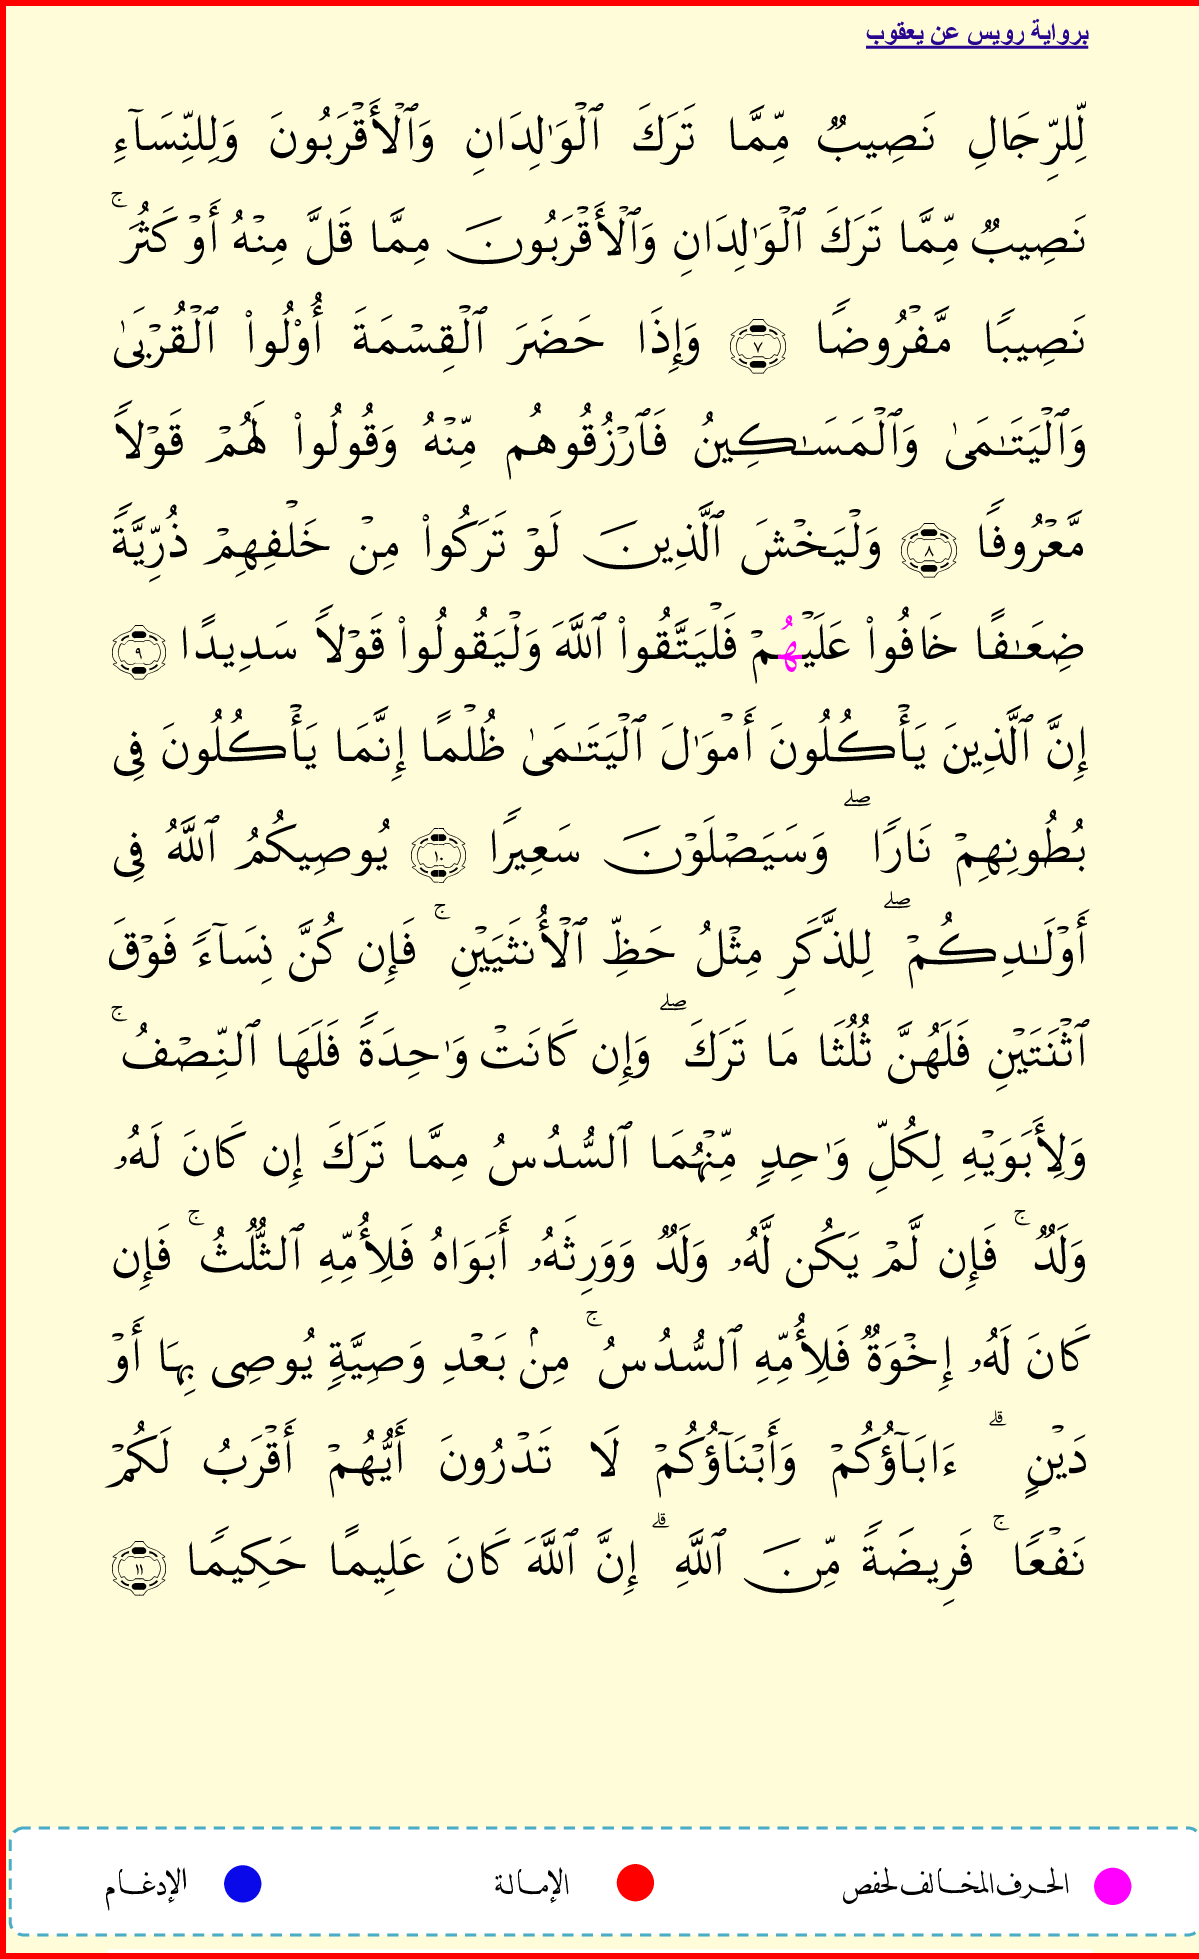 برواية رويس عن يعقوب
لِّلرِّجَالِ نَصِيبٌ مِّمَّا تَرَكَ ٱلْوَٰلِدَانِ وَٱلْأَقْرَبُونَ وَلِلنِّسَآءِ
نَصِيبٌ مِّمَّا تَرَكَ ٱلْوَٰلِدَانِ وَٱلْأَقْرَبُونَ مِمَّا قَلَّ مِنْهُ أَوْ كَثُرَ ۚ
نَصِيبًا مَّفْرُوضًا ٧ وَإِذَا حَضَرَ ٱلْقِسْمَةَ أُوْلُواْ ٱلْقُرْبَىٰ
وَٱلْيَتَـٰمَىٰ وَٱلْمَسَـٰكِينُ فَٱرْزُقُوهُم مِّنْهُ وَقُولُواْ لَهُمْ قَوْلًا
مَّعْرُوفًا ٨ وَلْيَخْشَ ٱلَّذِينَ لَوْ تَرَكُواْ مِنْ خَلْفِهِمْ ذُرِّيَّةً
ضِعَـٰفًا خَافُواْ عَلَيْهُمْ فَلْيَتَّقُواْ ٱللَّهَ وَلْيَقُولُواْ قَوْلًا سَدِيدًا ٩
إِنَّ ٱلَّذِينَ يَأْكُلُونَ أَمْوَٰلَ ٱلْيَتَـٰمَىٰ ظُلْمًا إِنَّمَا يَأْكُلُونَ فِى
بُطُونِهِمْ نَارًا ۖ وَسَيَصْلَوْنَ سَعِيرًا ١٠ يُوصِيكُمُ ٱللَّهُ فِى
أَوْلَـٰدِكُمْ ۖ لِلذَّكَرِ مِثْلُ حَظِّ ٱلْأُنثَيَيْنِ ۚ فَإِن كُنَّ نِسَآءً فَوْقَ
ٱثْنَتَيْنِ فَلَهُنَّ ثُلُثَا مَا تَرَكَ ۖ وَإِن كَانَتْ وَٰحِدَةً فَلَهَا ٱلنِّصْفُ ۚ
وَلِأَبَوَيْهِ لِكُلِّ وَٰحِدٍ مِّنْهُمَا ٱلسُّدُسُ مِمَّا تَرَكَ إِن كَانَ لَهُۥ
وَلَدٌ ۚ فَإِن لَّمْ يَكُن لَّهُۥ وَلَدٌ وَوَرِثَهُۥ أَبَوَاهُ فَلِأُمِّهِ ٱلثُّلُثُ ۚ فَإِن
كَانَ لَهُۥ إِخْوَةٌ فَلِأُمِّهِ ٱلسُّدُسُ ۚ مِنۢ بَعْدِ وَصِيَّةٍ يُوصِى بِهَا أَوْ
دَيْنٍ ۗ ءَابَآؤُكُمْ وَأَبْنَآؤُكُمْ لَا تَدْرُونَ أَيُّهُمْ أَقْرَبُ لَكُمْ
نَفْعًا ۚ فَرِيضَةً مِّنَ ٱللَّهِ ۗ إِنَّ ٱللَّهَ كَانَ عَلِيمًا حَكِيمًا ١١
الحرف المخالف لحفص الإمالة الإدغام